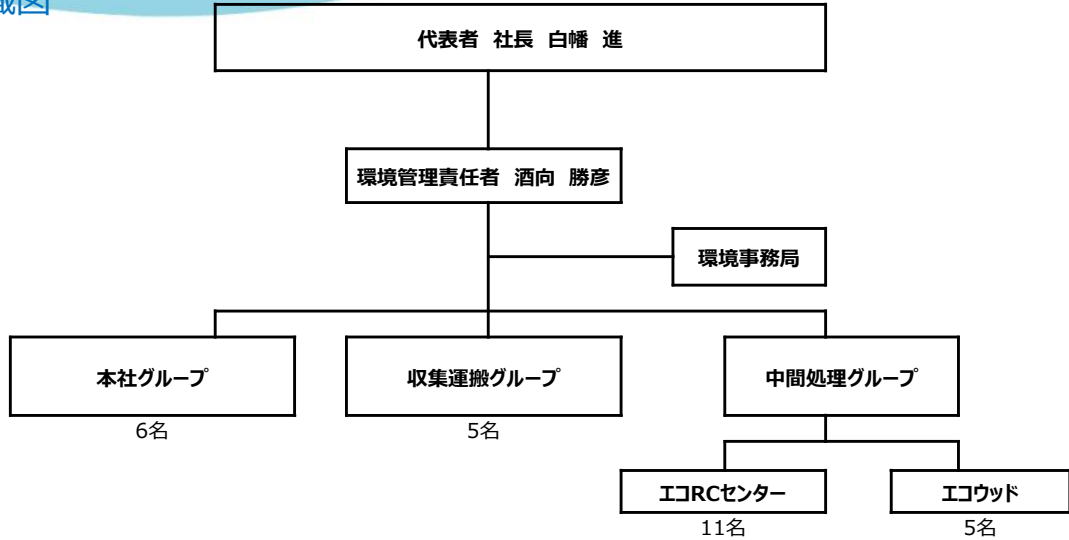 代表者 社長 白幡 進
環境管理責任者 酒向 勝彦
環境事務局
本社グループ
収集運搬グループ
中間処理グループ
6名
5名
エコRCセンター
エコウッド
11名
5名